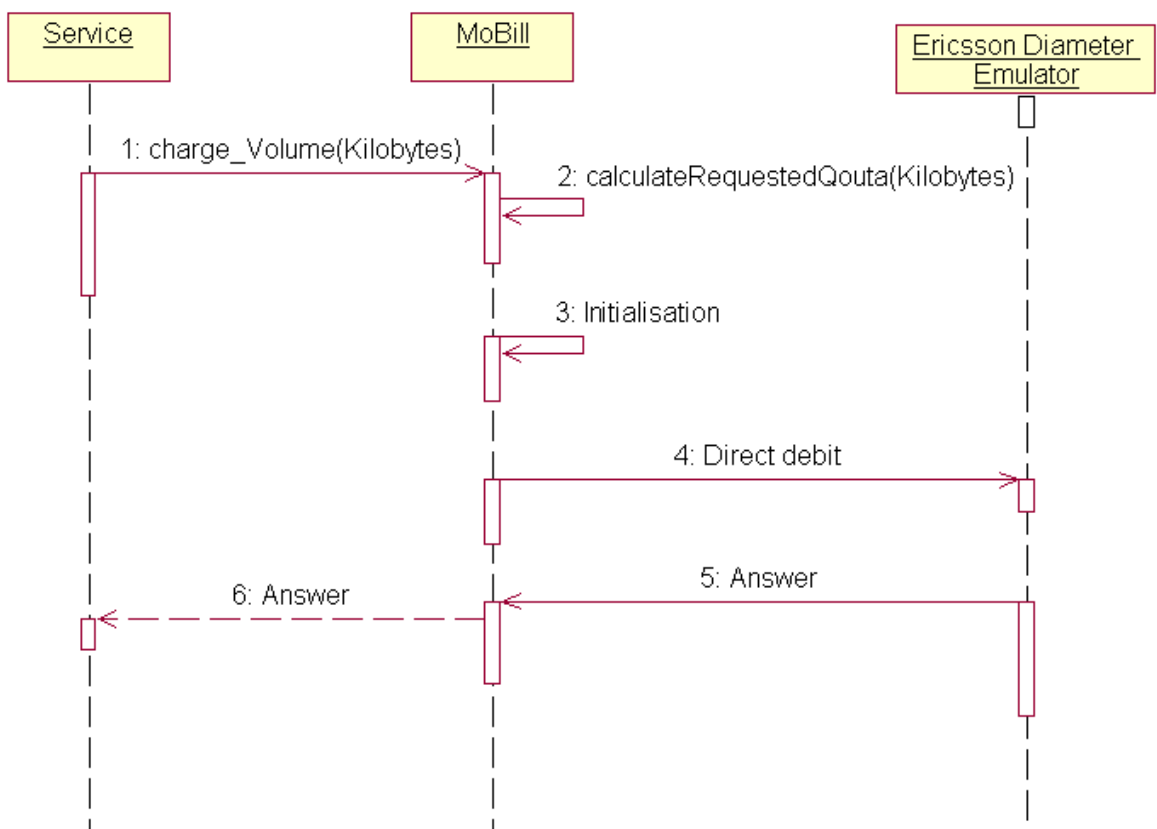 Service
MoBill
Ericsson Diameter
Emulator
1: charge_Volume(Kilobytes)
2: calculateRequestedQouta(Kilobytes)
3: Initialisation
4: Direct debit
5: Answer
6: Answer